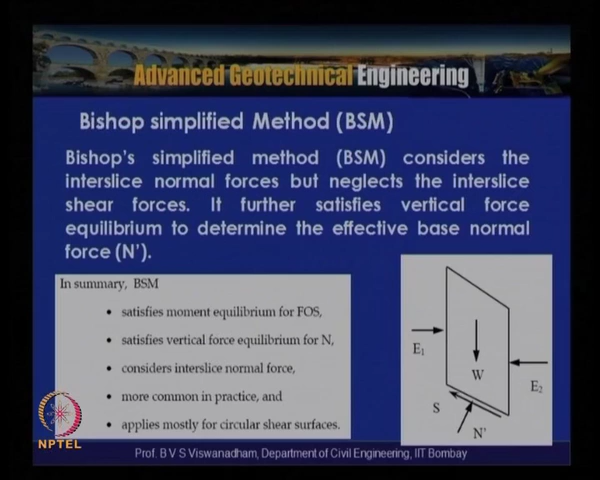 Advanced Geotechnical Engineering
Bishop simplified Method (BSM)
Bishop's simplified method (BSM) considers the
interslice normal forces but neglects the interslice
shear forces. It further satisfies vertical force
equilibrium to determine the effective base normal
force (N').
In summary, BSM
• satisfies moment equilibrium for FOS,
• satisfies vertical force equilibrium for N,
• considers interslice normal force,
• more common in practice, and
• applies mostly for circular shear surfaces.
E1
W
E2
S
N'
NPTEL
Prof. B V S Viswanadham, Department of Civil Engineering, IIT Bombay